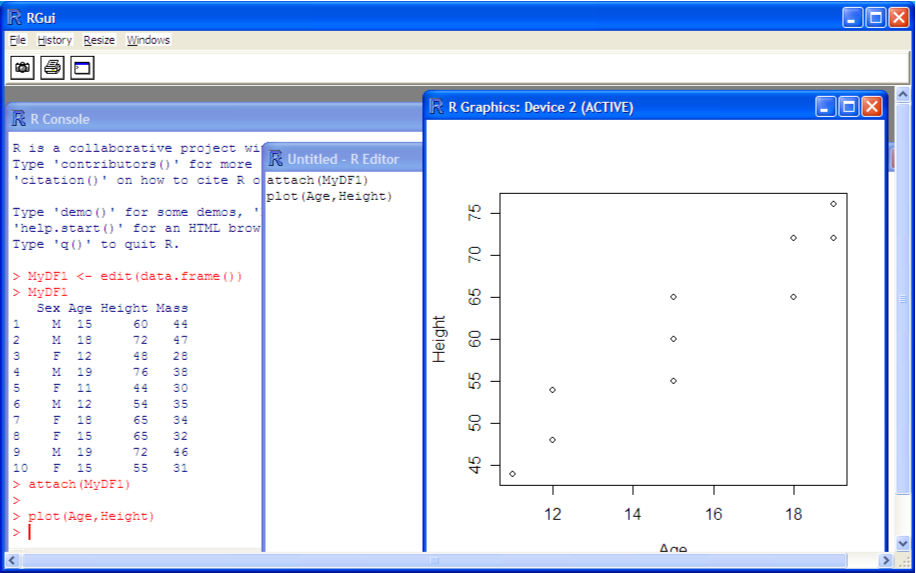 RGui
File History Resize Windows
R Console
R is a collaborative project wi
Type 'contributors()' for more
'citation()' on how to cite R o
Type 'demo()' for some demos, '
'help.start()' for an HTML brow
Type 'q()' to quit R.
> MyDF1 <- edit(data.frame())
> MyDF1
Sex Age Height Mass
1 M 15 60 44
2 M 18 72 47
3 F 12 48 28
4 M 19 76 38
5 F 11 44 30
6 M 12 54 35
7 F 18 65 34
8 F 15 65 32
9 M 19 72 46
10 F 15 55 31
> attach(MyDF1)
>
> plot(Age,Height)
>
Untitled - R Editor
attach(MyDF1)
plot(Age,Height)
R Graphics: Device 2 (ACTIVE)
Height
75
70
65
60
55
50
45
12 14 16 18
Age